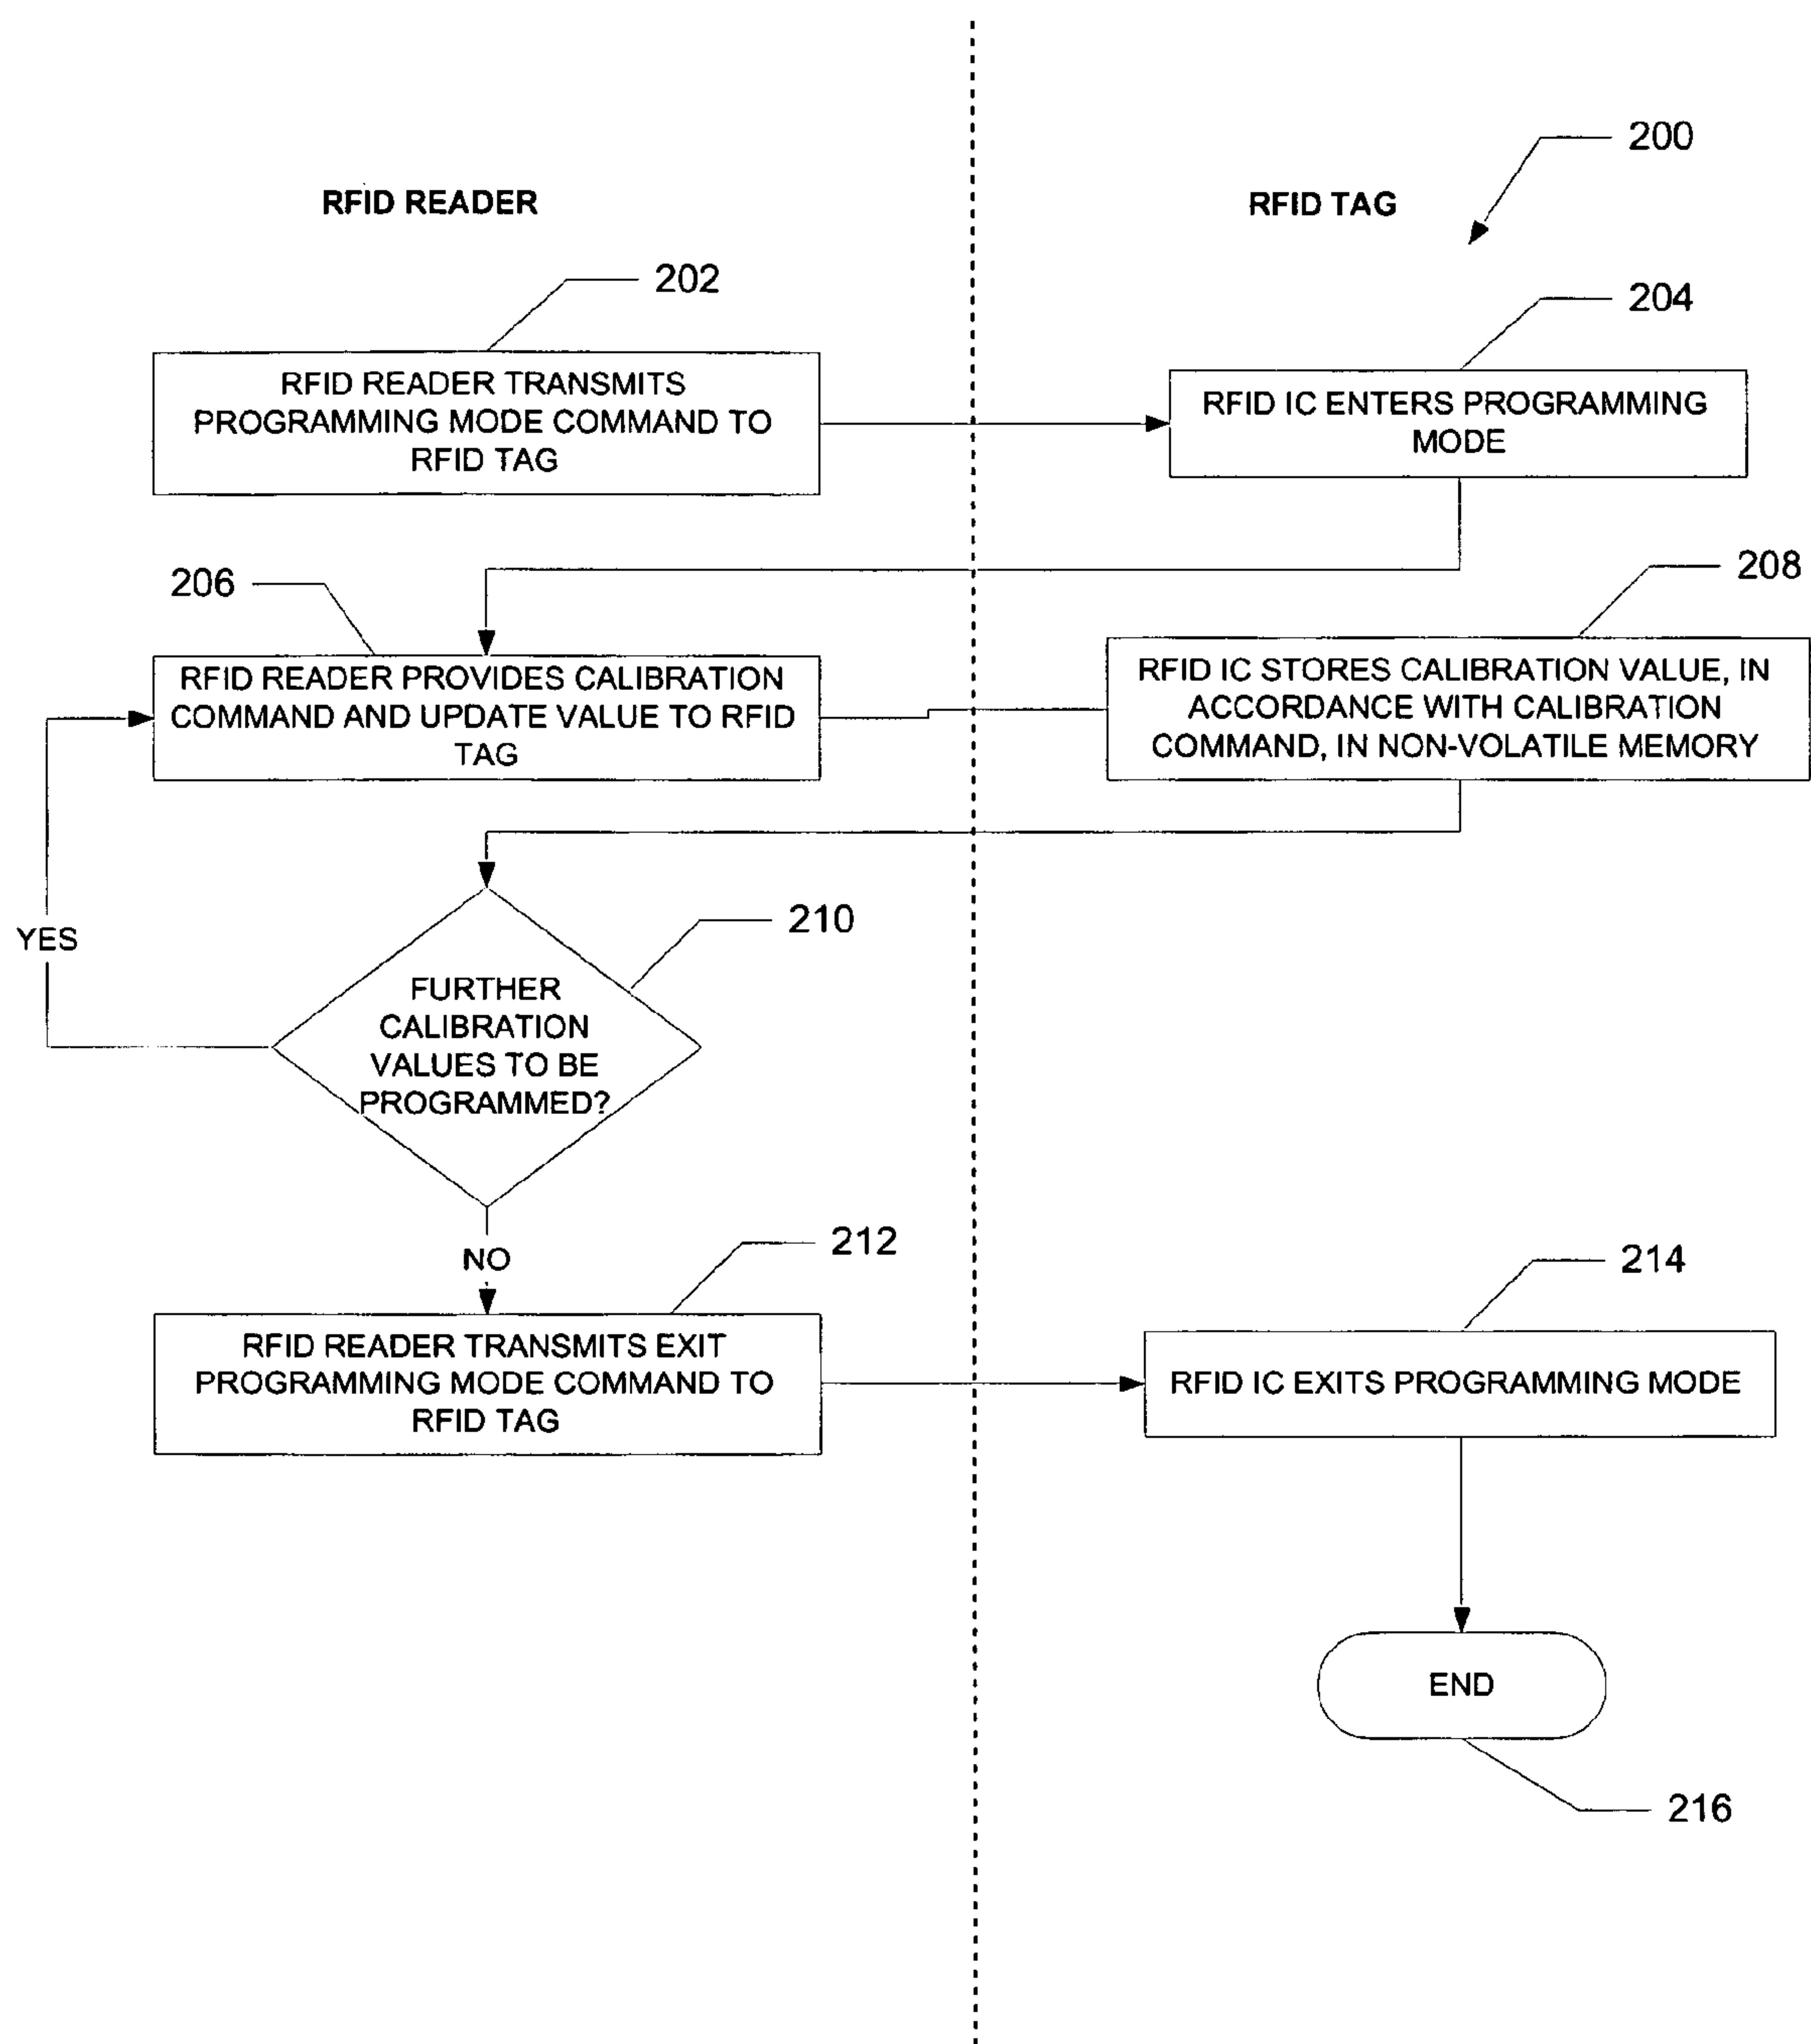 200
RFID READER
RFID TAG
202
204
RFID READER TRANSMITS
PROGRAMMING MODE COMMAND TO
RFID TAG
RFID IC ENTERS PROGRAMMING
MODE
206
208
RFID READER PROVIDES CALIBRATION
COMMAND AND UPDATE VALUE TO RFID
TAG
RFID IC STORES CALIBRATION VALUE, IN
ACCORDANCE WITH CALIBRATION
COMMAND, IN NON-VOLATILE MEMORY
YES
210
FURTHER
CALIBRATION
VALUES TO BE
PROGRAMMED?
NO
212
214
RFID READER TRANSMITS EXIT
PROGRAMMING MODE COMMAND TO
RFID TAG
RFID IC EXITS PROGRAMMING MODE
END
216